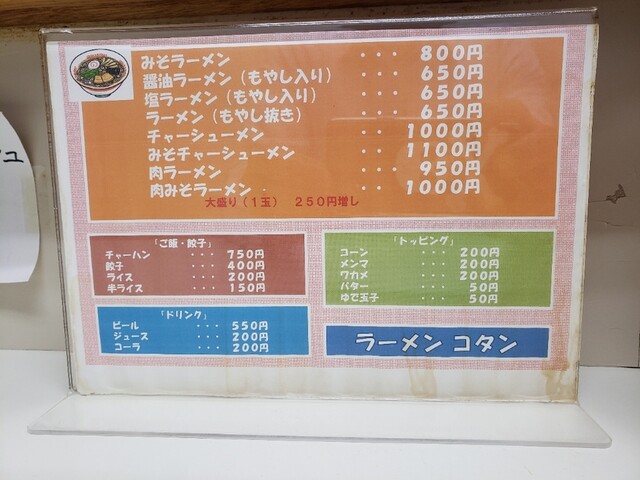 みそラーメン ・・・ 800円
醤油ラーメン（もやし入り） ・・・ 650円
塩ラーメン（もやし入り） ・・・ 650円
ラーメン（もやし抜き） ・・・ 650円
チャーシューメン ・・ 1000円
みそチャーシューメン ・・ 1100円
肉ラーメン ・・・ 950円
肉みそラーメン ・・ 1000円
大盛り（1玉） 250円増し
「ご飯・餃子」
チャーハン ・・・ 750円
餃子 ・・・ 400円
ライス ・・・ 200円
半ライス ・・・ 150円
「トッピング」
コーン ・・・ 200円
メンマ ・・・ 200円
ワカメ ・・・ 200円
バター ・・・ 50円
ゆで玉子 ・・・ 50円
「ドリンク」
ビール ・・・ 550円
ジュース ・・・ 200円
コーラ ・・・ 200円
ラーメン コタン